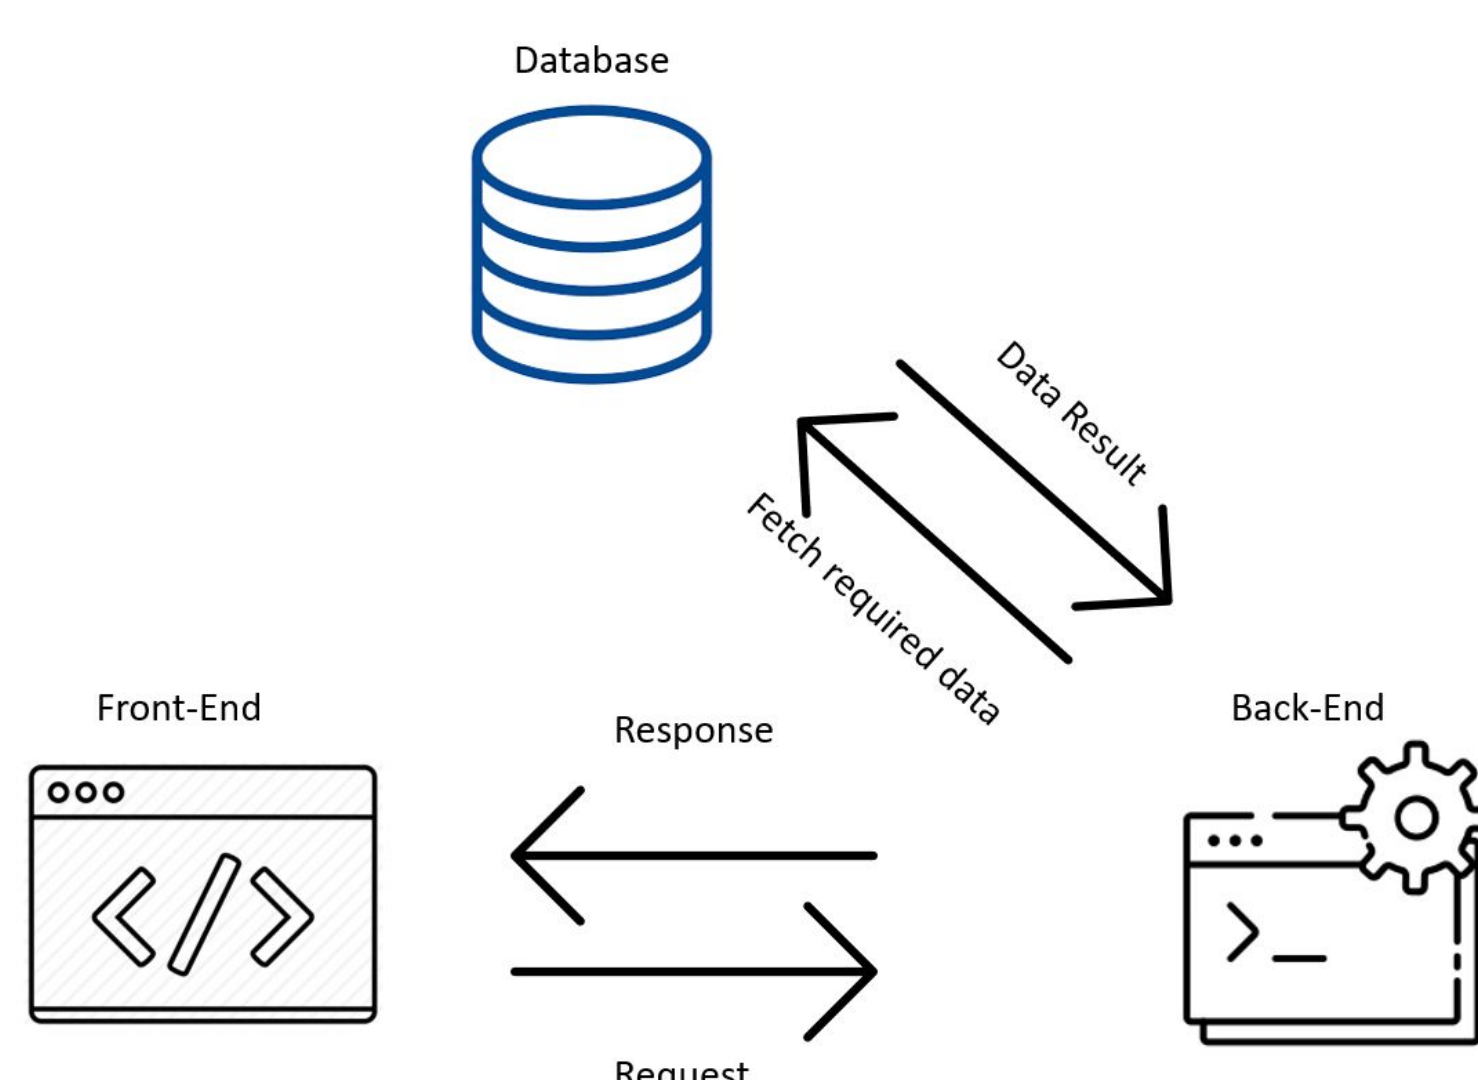 Database
Data Result
Fetch required data
Front-End
Response
Back-End
Request